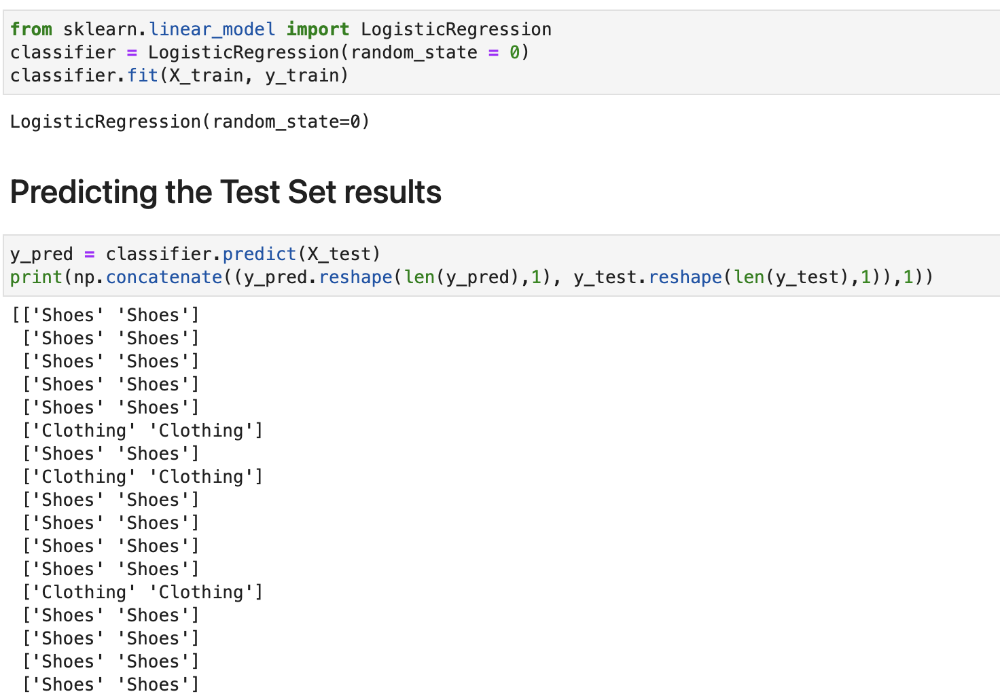 from sklearn.linear_model import LogisticRegression
classifier = LogisticRegression(random_state = 0)
classifier.fit(X_train, y_train)
LogisticRegression(random_state=0)
Predicting the Test Set results
y_pred = classifier.predict(X_test)
print(np.concatenate((y_pred.reshape(len(y_pred),1), y_test.reshape(len(y_test),1)),1))
[['Shoes' 'Shoes']
['Shoes' 'Shoes']
['Shoes' 'Shoes']
['Shoes' 'Shoes']
['Shoes' 'Shoes']
['Clothing' 'Clothing']
['Shoes' 'Shoes']
['Clothing' 'Clothing']
['Shoes' 'Shoes']
['Shoes' 'Shoes']
['Shoes' 'Shoes']
['Shoes' 'Shoes']
['Clothing' 'Clothing']
['Shoes' 'Shoes']
['Shoes' 'Shoes']
['Shoes' 'Shoes']
['Shoes' 'Shoes']